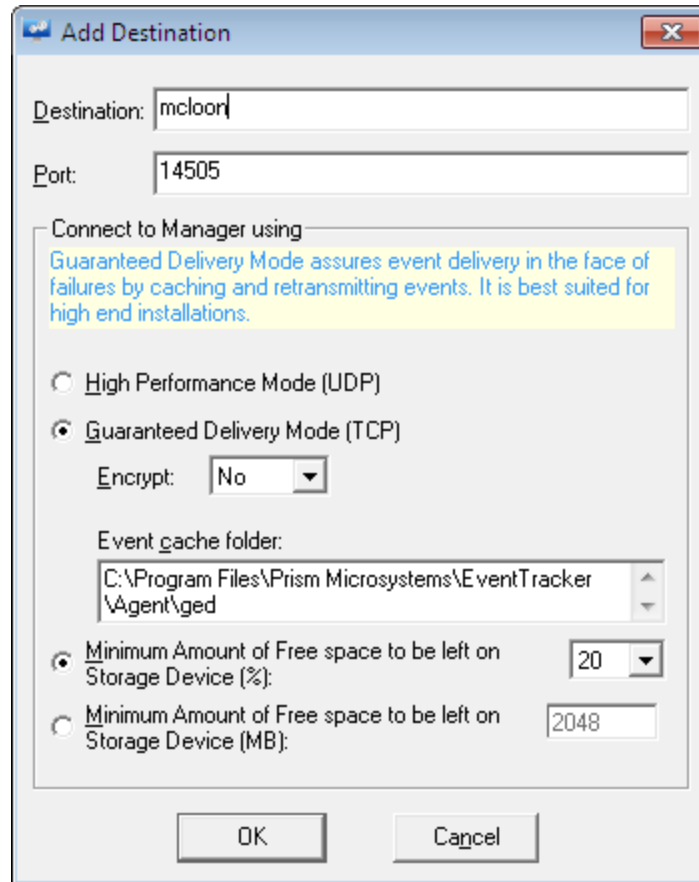 Add Destination
Destination: mcloon
Port: 14505
Connect to Manager using
Guaranteed Delivery Mode assures event delivery in the face of
failures by caching and retransmitting events. It is best suited for
high end installations.
High Performance Mode (UDP)
Guaranteed Delivery Mode (TCP)
Encrypt: No
Event cache folder:
C:\Program Files\Prism Microsystems\EventTracker
\Agent\ged
Minimum Amount of Free space to be left on
Storage Device (%): 20
Minimum Amount of Free space to be left on
Storage Device (MB): 2048
OK Cancel